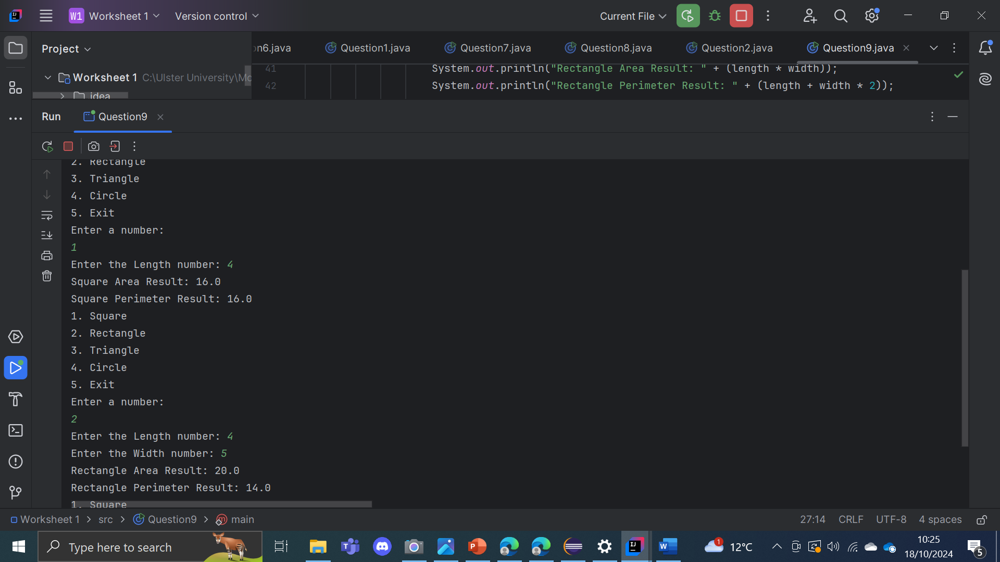 W1 Worksheet 1 Version control Current File
Project
n6.java Question1.java Question7.java Question8.java Question2.java Question9.java
Worksheet 1 C:\Ulster University\Mo
idea
41 System.out.println("Rectangle Area Result: " + (length * width));
42 System.out.println("Rectangle Perimeter Result: " + (length + width * 2));
Run Question9
2. Rectangle
3. Triangle
4. Circle
5. Exit
Enter a number:
1
Enter the Length number: 4
Square Area Result: 16.0
Square Perimeter Result: 16.0
1. Square
2. Rectangle
3. Triangle
4. Circle
5. Exit
Enter a number:
2
Enter the Length number: 4
Enter the Width number: 5
Rectangle Area Result: 20.0
Rectangle Perimeter Result: 14.0
1. Square
Worksheet 1 > src > Question9 > main 27:14 CRLF UTF-8 4 spaces
Type here to search 1 12°C 10:25
18/10/2024 5